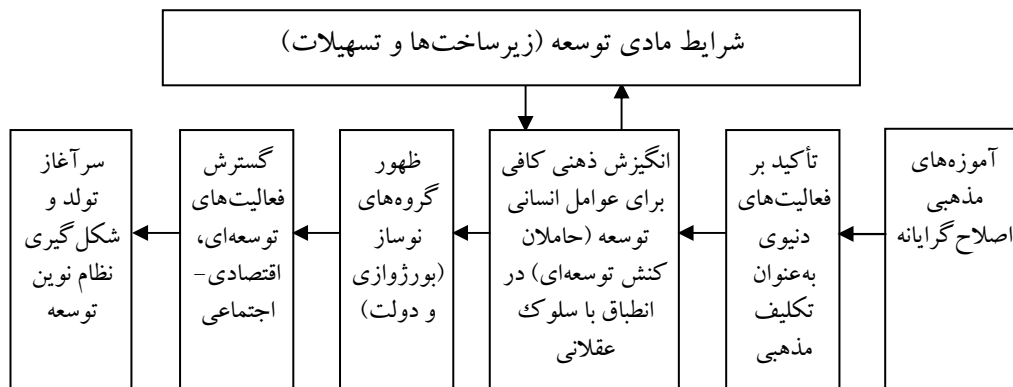 شرایط مادی توسعه (زیرساخت‌ها و تسهیلات)
آموزه‌های
مذهبی
اصلاح‌گرایانه
تأکید بر
فعالیت‌های
دنیوی
به‌عنوان
تکلیف
مذهبی
انگیزش ذهنی کافی
برای عوامل انسانی
توسعه (حاملان
کنش توسعه‌ای) در
انطباق با سلوک
عقلانی
ظهور
گروه‌های
نوساز
(بورژوازی
و دولت)
گسترش
فعالیت‌های
توسعه‌ای،
اقتصادی–
اجتماعی
سرآغاز
تولد و
شکل‌گیری
نظام نوین
توسعه